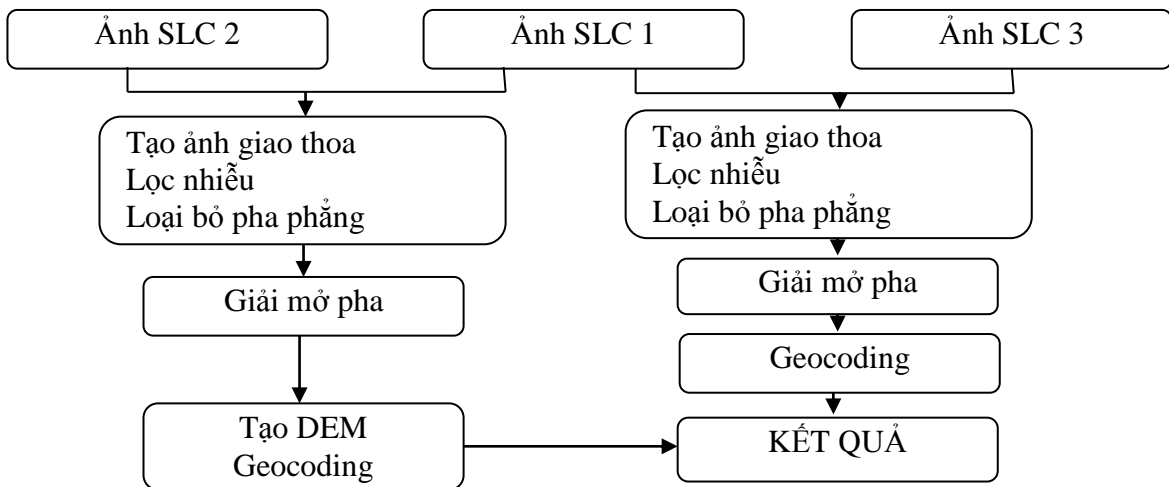 Ảnh SLC 2
Ảnh SLC 1
Ảnh SLC 3
Tạo ảnh giao thoa
Lọc nhiễu
Loại bỏ pha phẳng
Tạo ảnh giao thoa
Lọc nhiễu
Loại bỏ pha phẳng
Giải mở pha
Giải mở pha
Geocoding
Tạo DEM
Geocoding
KẾT QUẢ